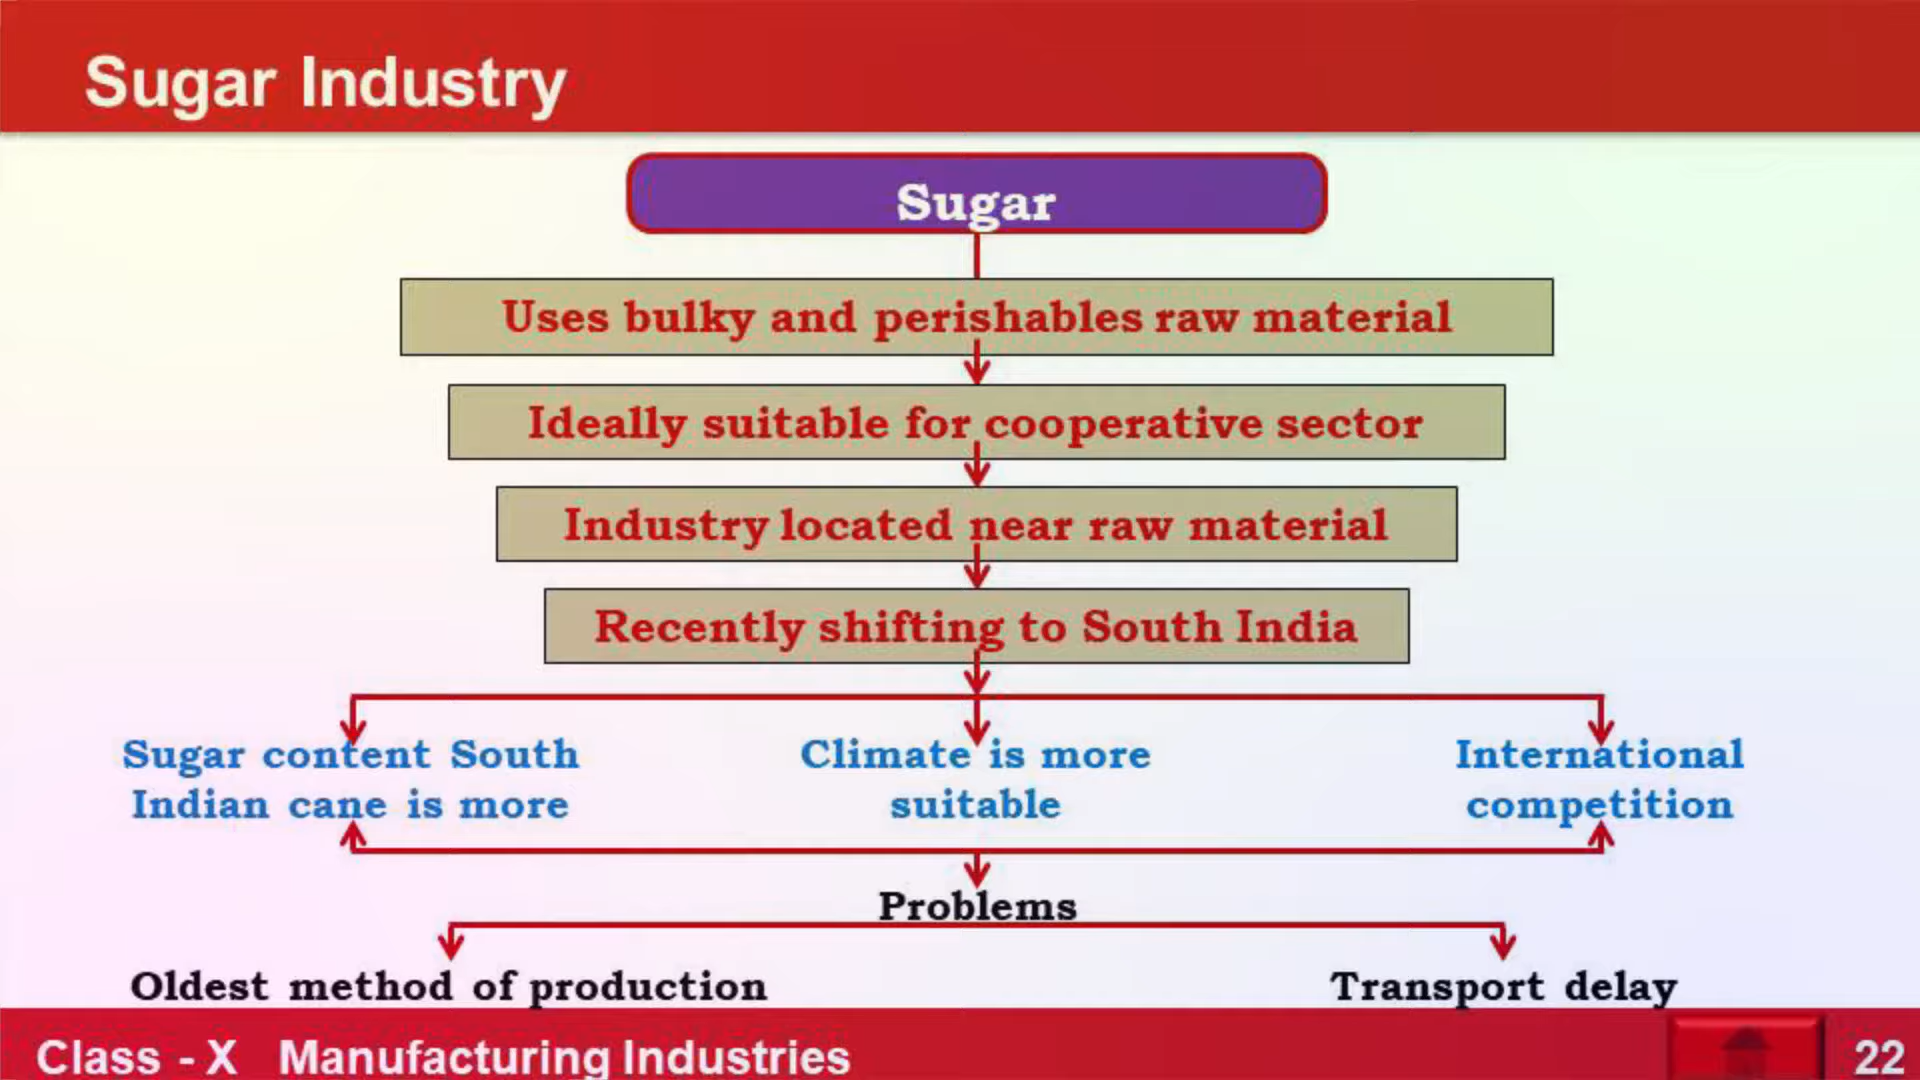 Sugar Industry
Sugar
Uses bulky and perishables raw material
Ideally suitable for cooperative sector
Industry located near raw material
Recently shifting to South India
Sugar content South
Indian cane is more
Climate is more
suitable
International
competition
Problems
Oldest method of production
Transport delay
Class - X Manufacturing Industries
22